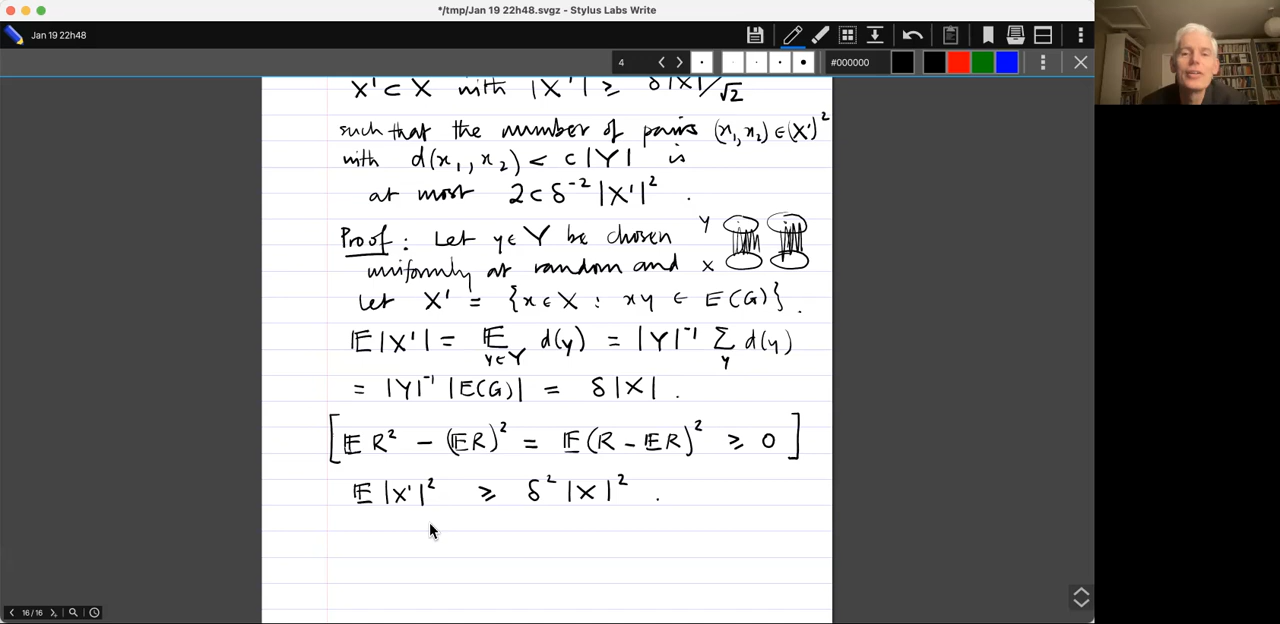 */tmp/Jan 19 22h48.svgz - Stylus Labs Write
Jan 19 22h48
4
#000000
X' ⊂ X with |X'| ≥ δ|X|/√2
such that the number of pairs (x₁, x₂) ∈ (X')²
with d(x₁, x₂) < c|Y| is
at most 2cδ⁻²|X'|².
Proof: Let y ∈ Y be chosen
uniformly at random and
Y
X
let X' = {x ∈ X : xy ∈ E(G)}.
𝔼|X'| = 𝔼_{y∈Y} d(y) = |Y|⁻¹ Σ_y d(y)
= |Y|⁻¹ |E(G)| = δ|X|.
[𝔼R² - (𝔼R)² = 𝔼(R - 𝔼R)² ≥ 0]
𝔼|X'|² ≥ δ²|X|².
16/16